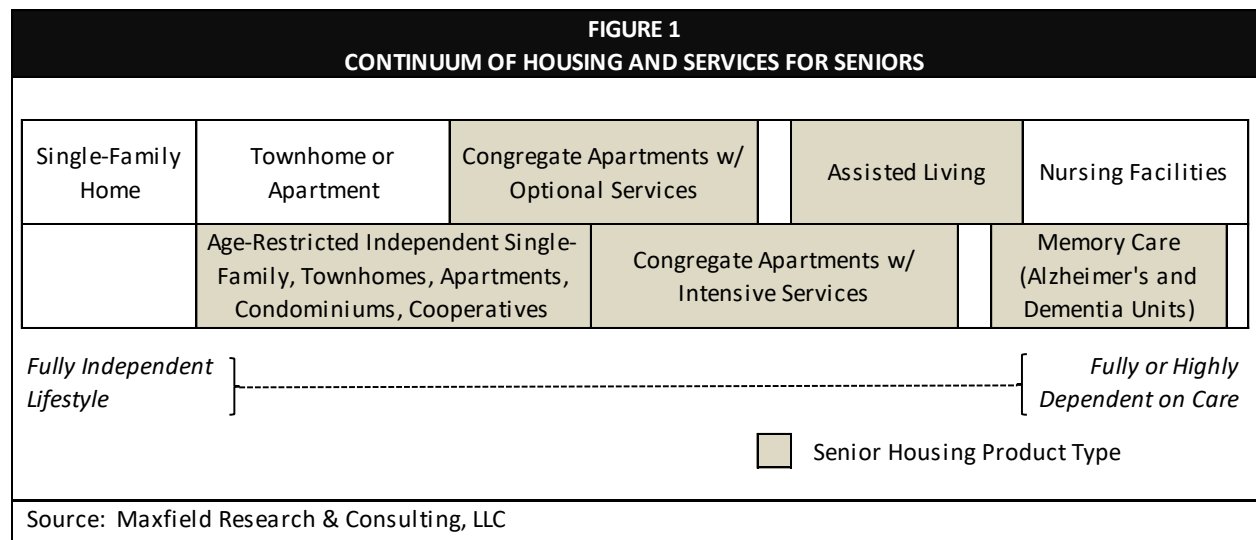 FIGURE 1
CONTINUUM OF HOUSING AND SERVICES FOR SENIORS
Single-Family
Home
Townhome or
Apartment
Congregate Apartments w/
Optional Services
Assisted Living
Nursing Facilities
Age-Restricted Independent Single-
Family, Townhomes, Apartments,
Condominiums, Cooperatives
Congregate Apartments w/
Intensive Services
Memory Care
(Alzheimer's and
Dementia Units)
Fully Independent
Lifestyle
Fully or Highly
Dependent on Care
Senior Housing Product Type
Source: Maxfield Research & Consulting, LLC